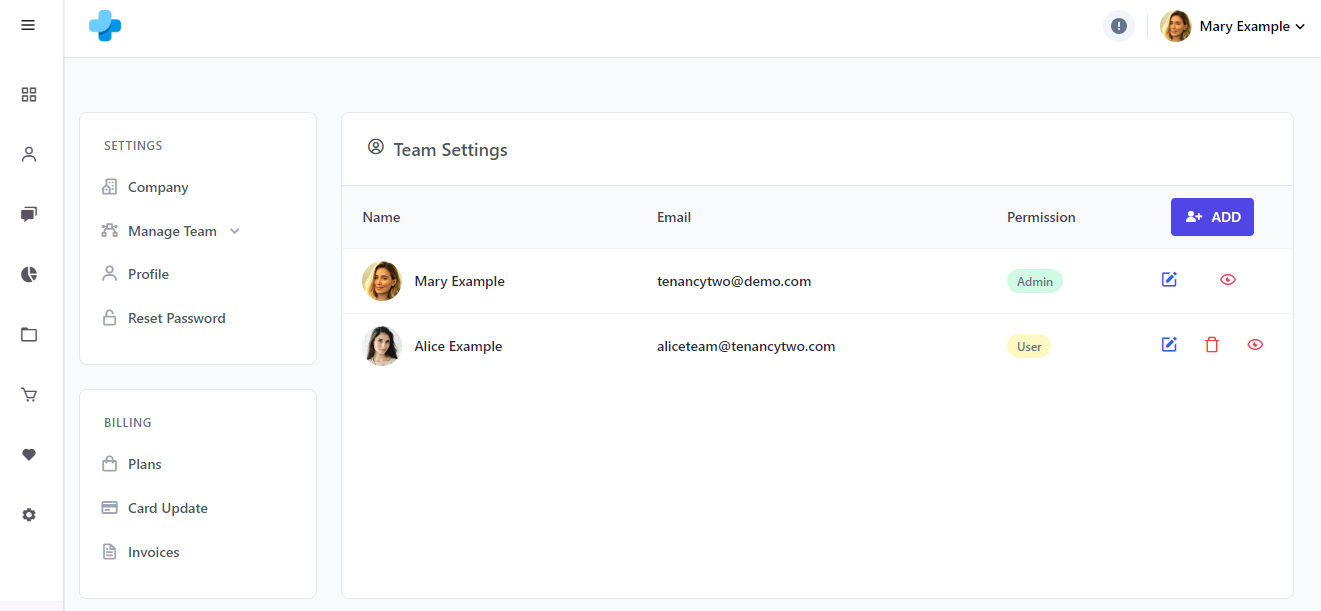 Mary Example
SETTINGS
Company
Manage Team
Profile
Reset Password
BILLING
Plans
Card Update
Invoices
Team Settings
Name Email Permission ADD
Mary Example tenancytwo@demo.com Admin
Alice Example aliceteam@tenancytwo.com User